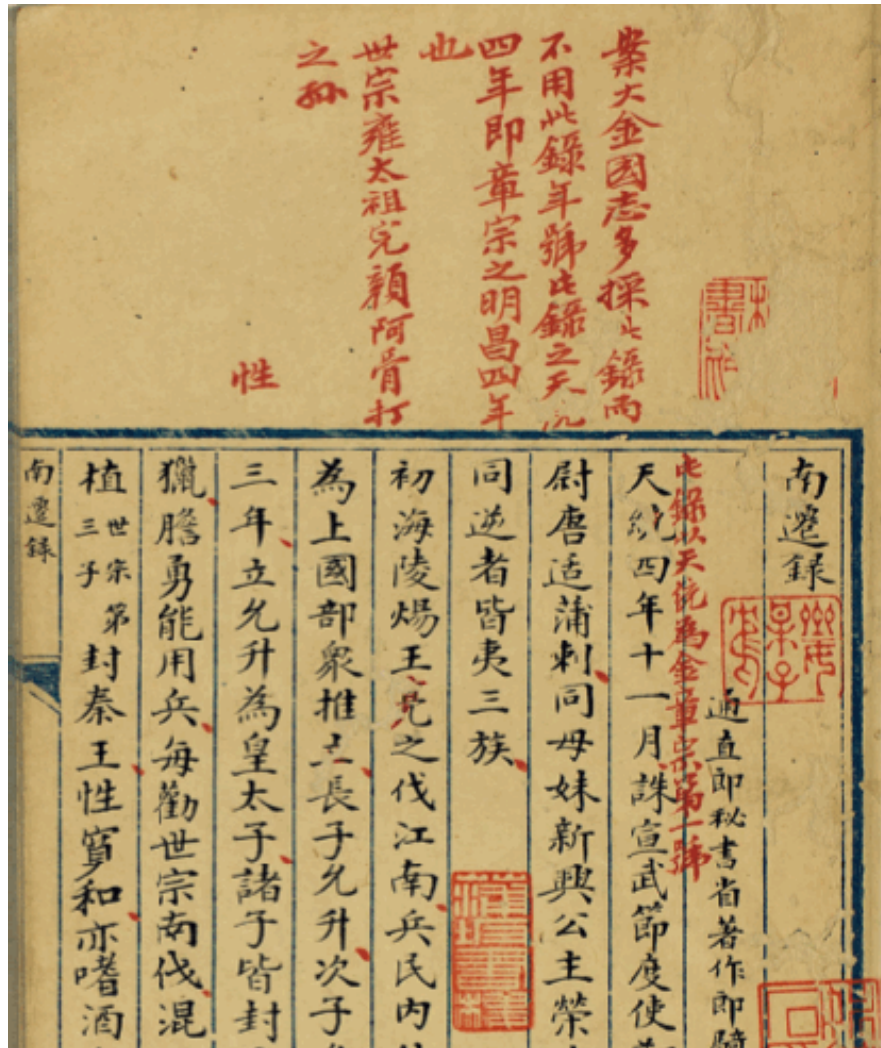 案大金國志多採此錄而
不用此錄年號此錄之天統
四年即章宗之明昌四年
也
世宗雍太祖完顏阿骨打
之孫
性
南遷錄
通直郎秘書省著作郎
此錄以天統為金章宗第一號
天統四年十一月誅宣武節度使
尉唐适蒲剌同母妹新興公主榮
同逆者皆夷三族
初海陵煬王亮之伐江南兵民內
為上國部衆推立長子允升次子
三年立允升為皇太子諸子皆封
獵膽勇能用兵每勸世宗南伐混
植世宗第三子封秦王性寬和亦嗜酒
南遷錄